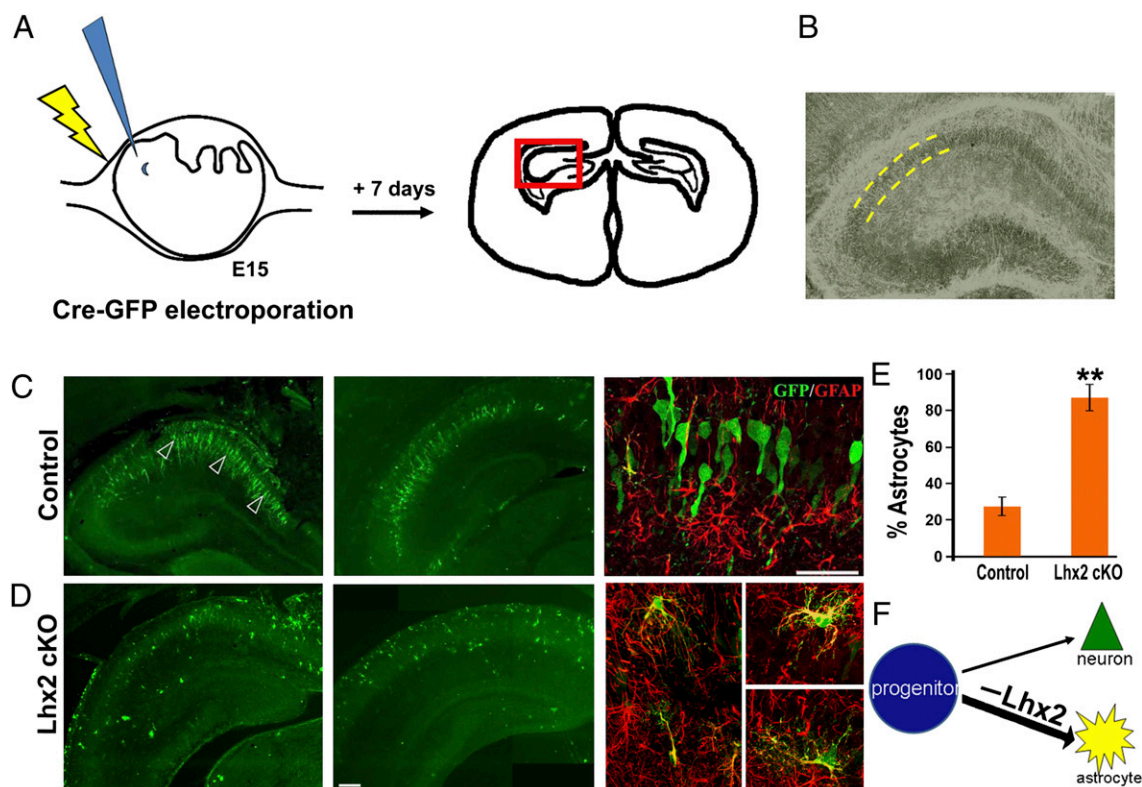 A
E15
+ 7 days
Cre-GFP electroporation
B
C
Control
GFP/GFAP
D
Lhx2 cKO
E
% Astrocytes
100
80
60
40
20
0
**
Control
Lhx2 cKO
F
progenitor
neuron
–Lhx2
astrocyte